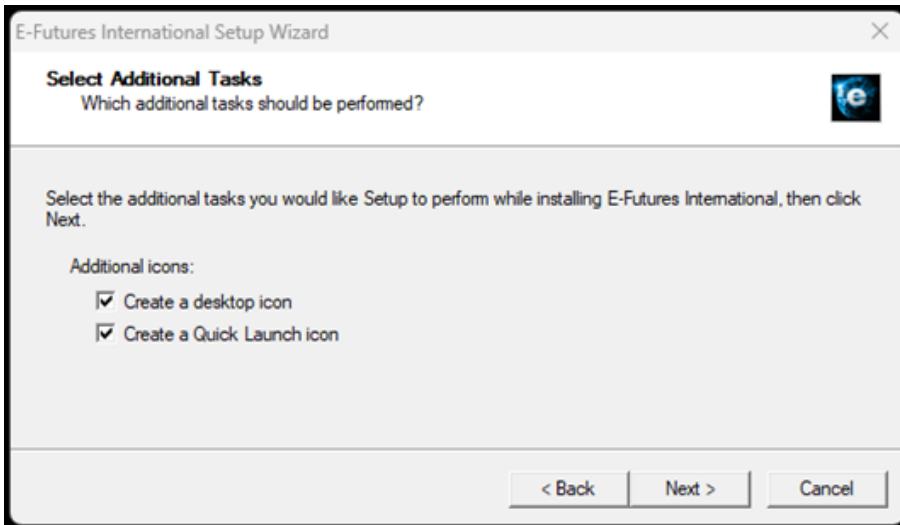 E-Futures International Setup Wizard
Select Additional Tasks
Which additional tasks should be performed?
e
Select the additional tasks you would like Setup to perform while installing E-Futures International, then click
Next.
Additional icons:
Create a desktop icon
Create a Quick Launch icon
< Back
Next >
Cancel